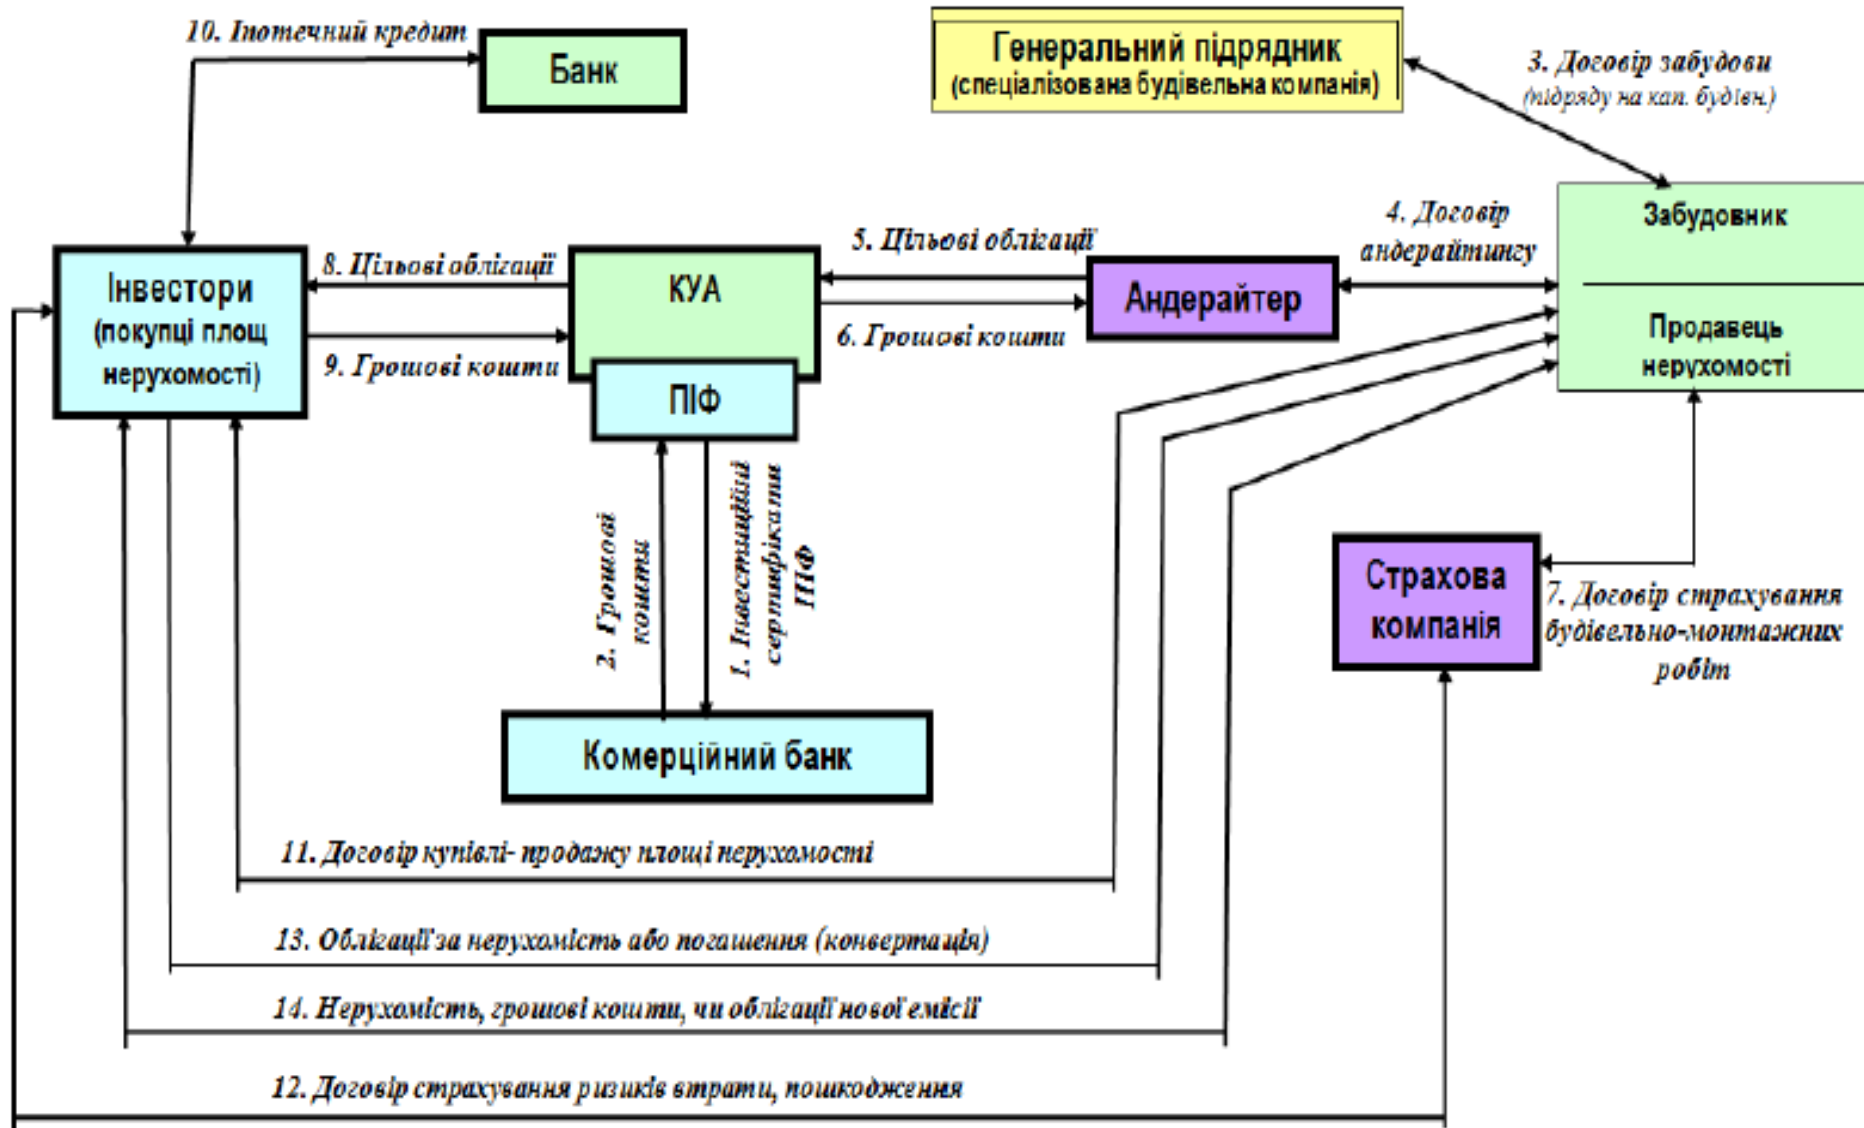 10. Іпотечний кредит
Банк
Генеральний підрядник
(спеціалізована будівельна компанія)
3. Договір забудови
(підряду на кап. будівн.)
Забудовник
Продавець
нерухомості
4. Договір
андерайтингу
5. Цільові облігації
Андерайтер
6. Грошові кошти
КУА
ПІФ
8. Цільові облігації
9. Грошові кошти
Інвестори
(покупці площ
нерухомості)
2. Грошові
кошти
1. Інвестиційні
сертифікати
ПІФ
Страхова
компанія
7. Договір страхування
будівельно-монтажних
робіт
Комерційний банк
11. Договір купівлі- продажу площі нерухомості
13. Облігації за нерухомість або погашення (конвертація)
14. Нерухомість, грошові кошти, чи облігації нової емісії
12. Договір страхування ризиків втрати, пошкодження